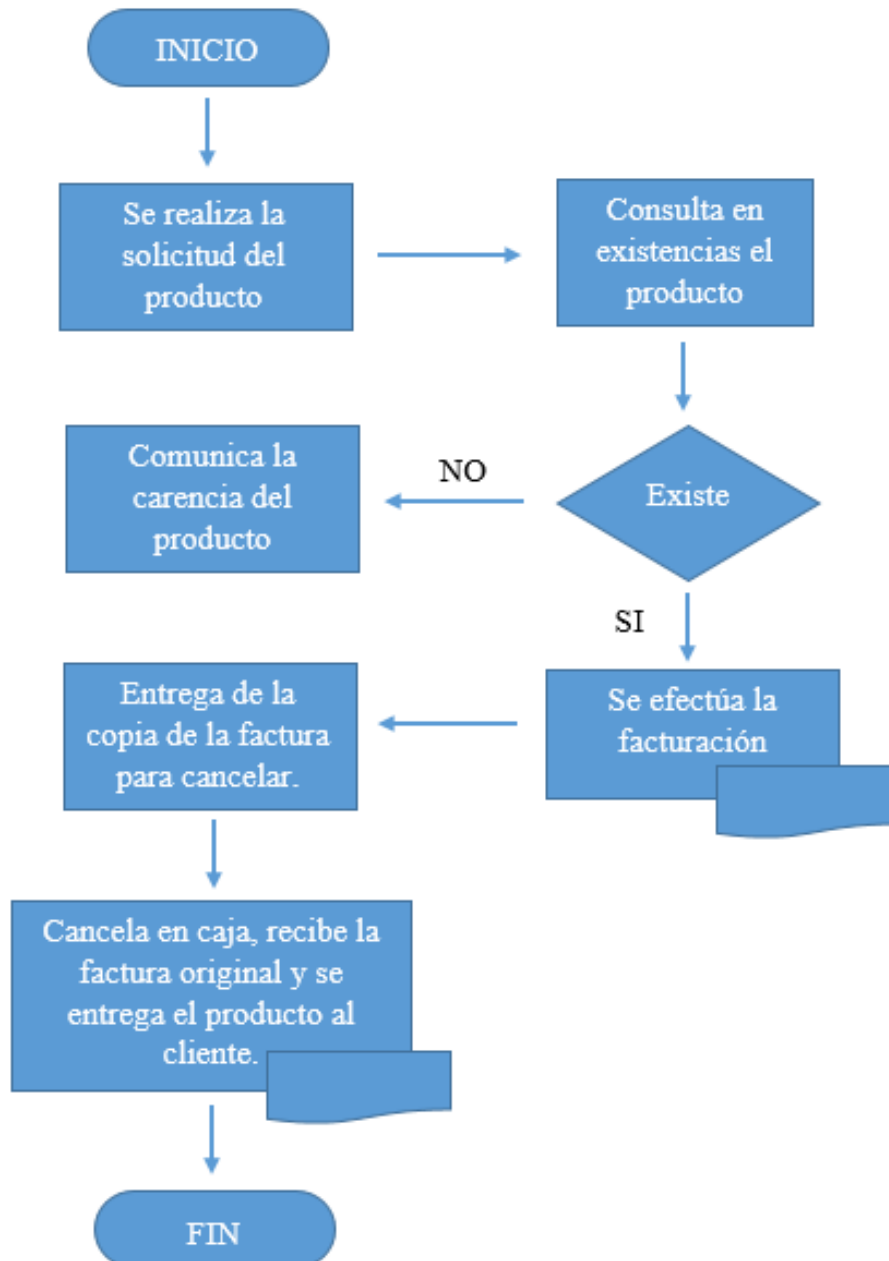 INICIO
Se realiza la
solicitud del
producto
Consulta en
existencias el
producto
Existe
NO
Comunica la
carencia del
producto
SI
Se efectúa la
facturación
Entrega de la
copia de la factura
para cancelar.
Cancela en caja, recibe la
factura original y se
entrega el producto al
cliente.
FIN